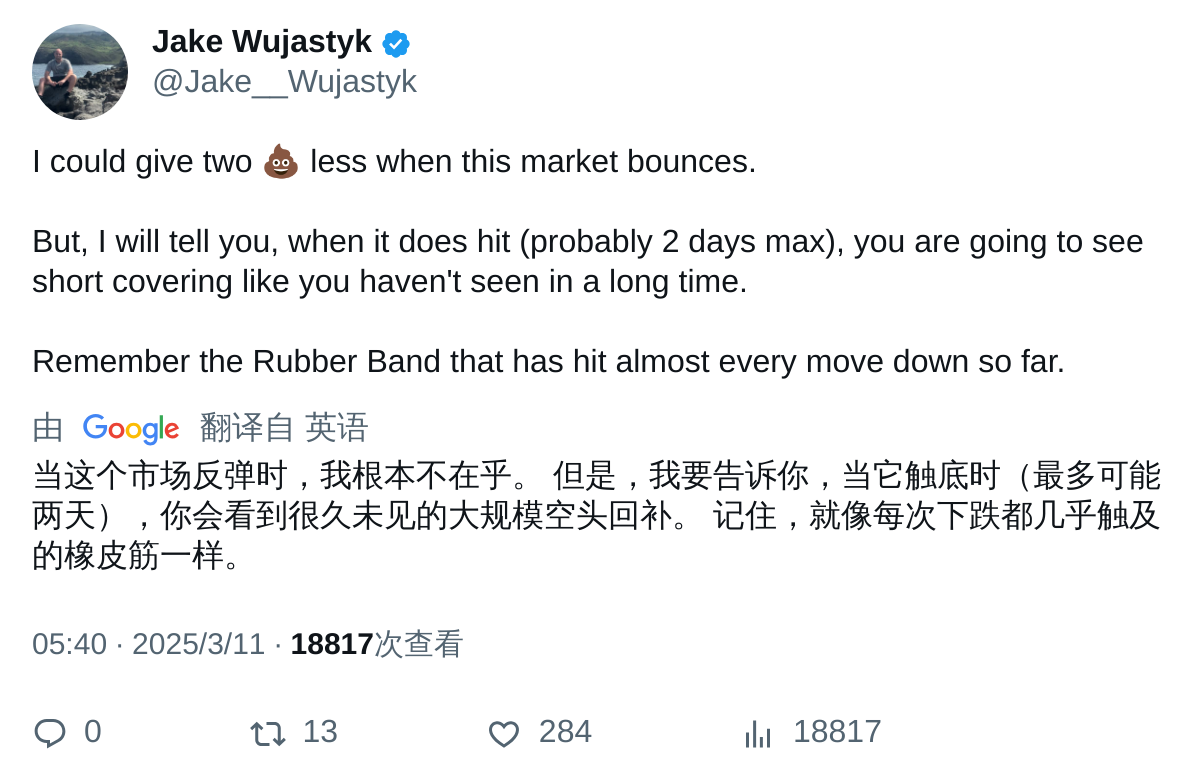 Jake Wujastyk
@Jake__Wujastyk
I could give two 💩 less when this market bounces.
But, I will tell you, when it does hit (probably 2 days max), you are going to see
short covering like you haven't seen in a long time.
Remember the Rubber Band that has hit almost every move down so far.
由 Google 翻译自 英语
当这个市场反弹时，我根本不在乎。 但是，我要告诉你，当它触底时（最多可能
两天），你会看到很久未见的大规模空头回补。 记住，就像每次下跌都几乎触及
的橡皮筋一样。
05:40 · 2025/3/11 · 18817次查看
0 13 284 18817